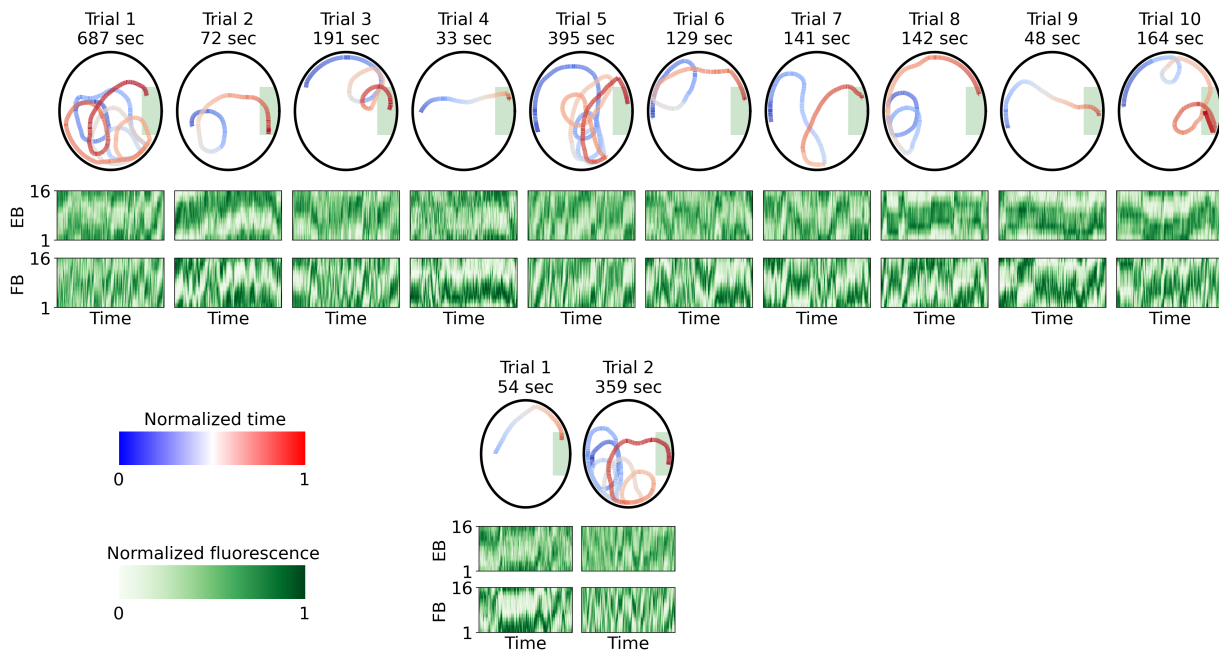 Trial 1 Trial 2 Trial 3 Trial 4 Trial 5 Trial 6 Trial 7 Trial 8 Trial 9 Trial 10
687 sec 72 sec 191 sec 33 sec 395 sec 129 sec 141 sec 142 sec 48 sec 164 sec
16
EB
1
16
FB
1
Time Time Time Time Time Time Time Time Time Time
Trial 1 Trial 2
54 sec 359 sec
Normalized time
0 1
16
EB
1
Normalized fluorescence
0 1
16
FB
1
Time Time